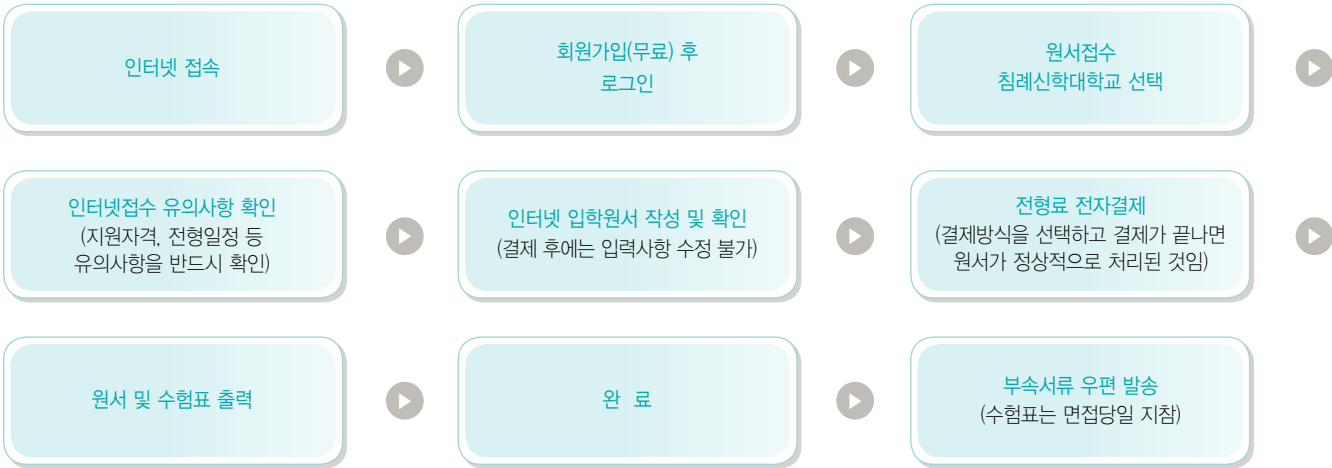 인터넷 접속
회원가입(무료) 후
로그인
원서접수
침례신학대학교 선택
인터넷접수 유의사항 확인
(지원자격, 전형일정 등
유의사항을 반드시 확인)
인터넷 입학원서 작성 및 확인
(결제 후에는 입력사항 수정 불가)
전형료 전자결제
(결제방식을 선택하고 결제가 끝나면
원서가 정상적으로 처리된 것임)
원서 및 수험표 출력
완 료
부속서류 우편 발송
(수험표는 면접당일 지참)